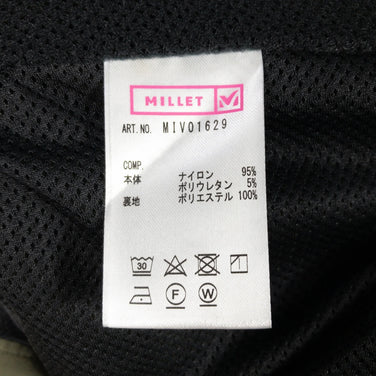 MILLET
ART.NO. MIV01629
COMP.
本体 ナイロン 95%
ポリウレタン 5%
裏地 ポリエステル 100%
30
F W